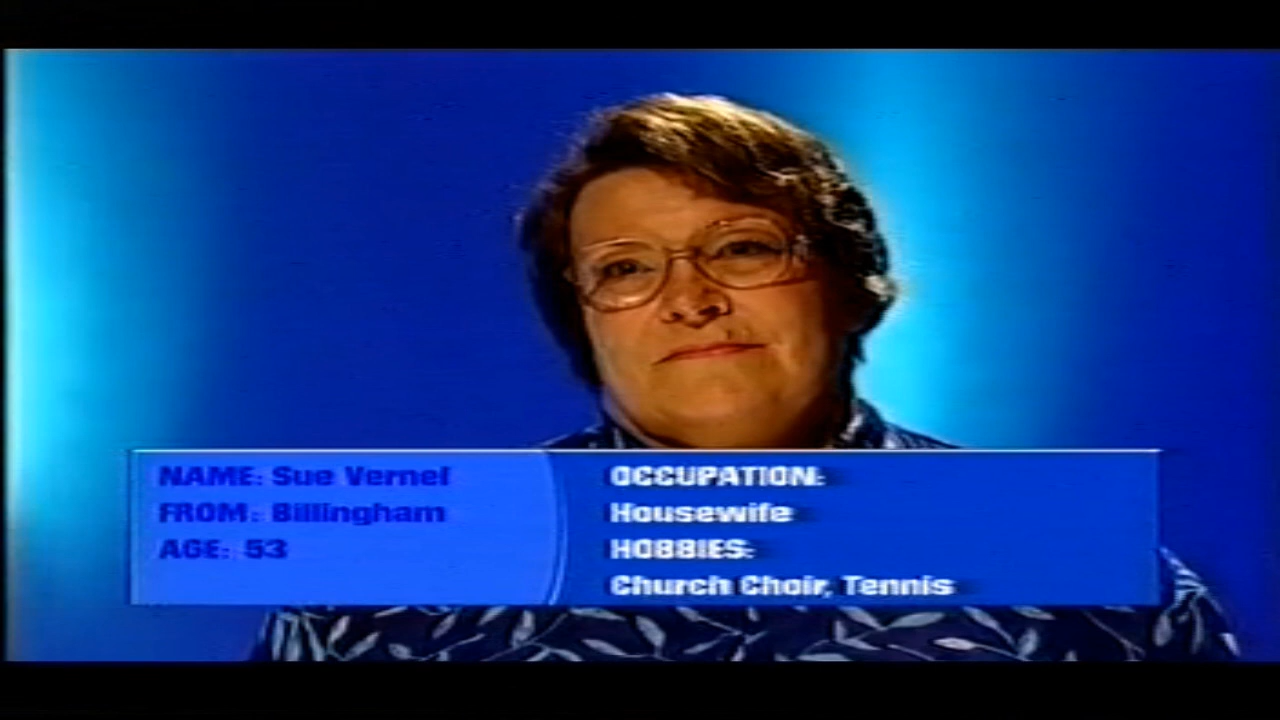 NAME: Sue Vernel
FROM: Billingham
AGE: 53
OCCUPATION:
Housewife
HOBBIES:
Church Choir, Tennis